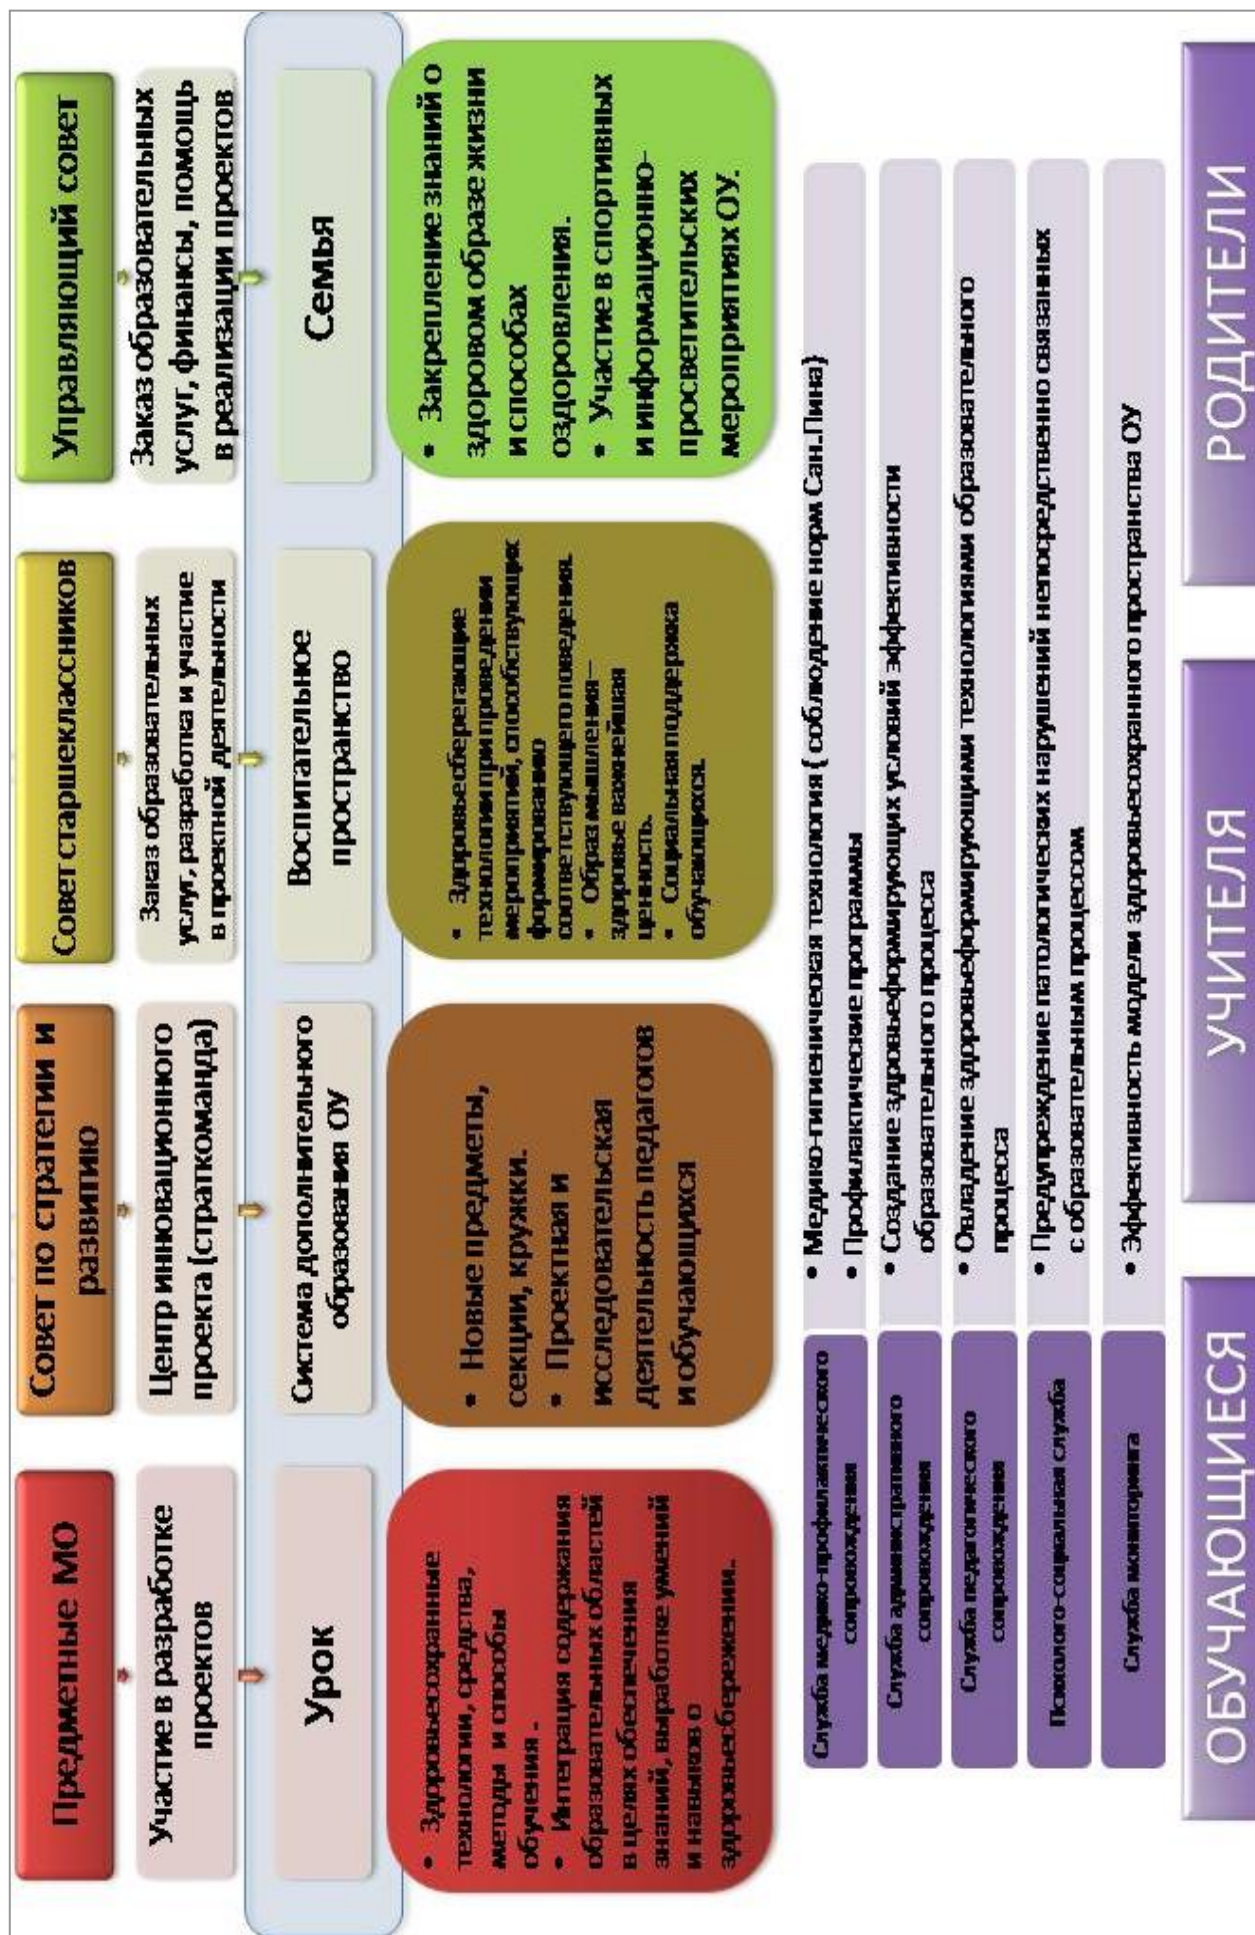 Предметные МО
Участие в разработке
проектов
Урок
• Здоровьесохранные
технологии, средства,
методы и способы
обучения .
• Интеграция содержания
образовательных областей
в целях обеспечения
знаний, выработке умений
и навыков о
здоровьесбережении.
Совет по стратегии и
развитию
Центр инновационного
проекта (страткоманда)
Система дополнительного
образования ОУ
• Новые предметы,
секции, кружки.
• Проектная и
исследовательская
деятельность педагогов
и обучающихся
Совет старшеклассников
Заказ образовательных
услуг, разработка и участие
в проектной деятельности
Воспитательное
пространство
• Здоровьесберегающие
технологии при проведении
мероприятий, способствующих
формированию
соответствующего поведения.
• Образ мышления –
здоровье важнейшая
ценность.
• Социальная поддержка
обучающихся.
Управляющий совет
Заказ образовательных
услуг, финансы, помощь
в реализации проектов
Семья
• Закрепление знаний о
здоровом образе жизни
и способах
оздоровления.
• Участие в спортивных
и информационно–
просветительских
мероприятиях ОУ.
Служба медико-профилактического
сопровождения
• Медико-гигиеническая технология ( соблюдение норм Сан.Пина)
• Профилактические программы
Служба административного
сопровождения
• Создание здровьеформирующих условий эффективности
образовательного процесса
Служба педагогического
сопровождения
• Овладение здоровьеформирующими технологиями образовательного
процесса
Психолого-социальная служба
• Предупреждение патологических нарушений непосредственно связанных
с образовательным процессом
Служба мониторинга
• Эффективность модели здоровьесохранного пространства ОУ
ОБУЧАЮЩИЕСЯ
УЧИТЕЛЯ
РОДИТЕЛИ